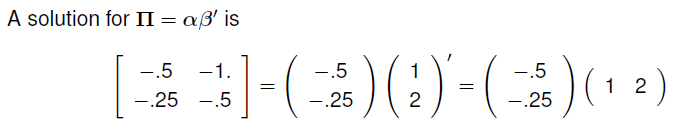 A solution for Π = αβ′ is
[ −.5 −1. ] = ( −.5 ) ( 1 )′ = ( −.5 ) ( 1 2 )
[ −.25 −.5 ] ( −.25 ) ( 2 ) ( −.25 )